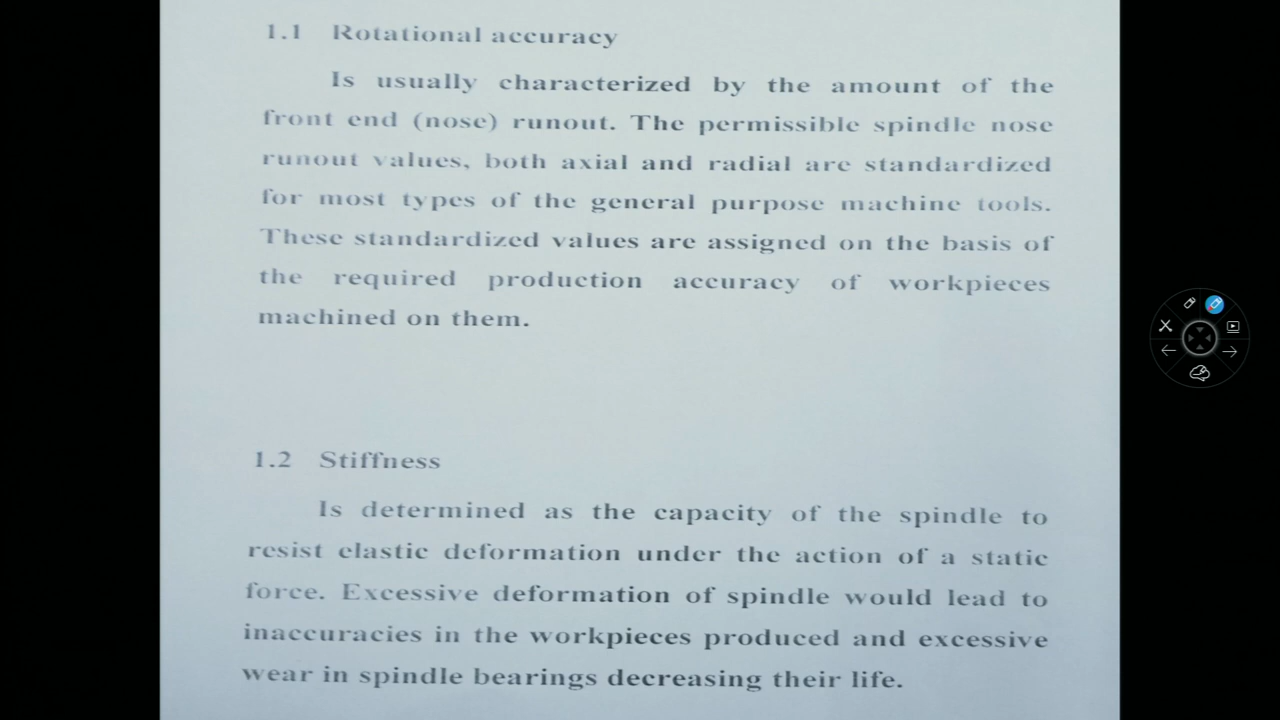 1.1 Rotational accuracy
Is usually characterized by the amount of the
front end (nose) runout. The permissible spindle nose
runout values, both axial and radial are standardized
for most types of the general purpose machine tools.
These standardized values are assigned on the basis of
the required production accuracy of workpieces
machined on them.
1.2 Stiffness
Is determined as the capacity of the spindle to
resist elastic deformation under the action of a static
force. Excessive deformation of spindle would lead to
inaccuracies in the workpieces produced and excessive
wear in spindle bearings decreasing their life.